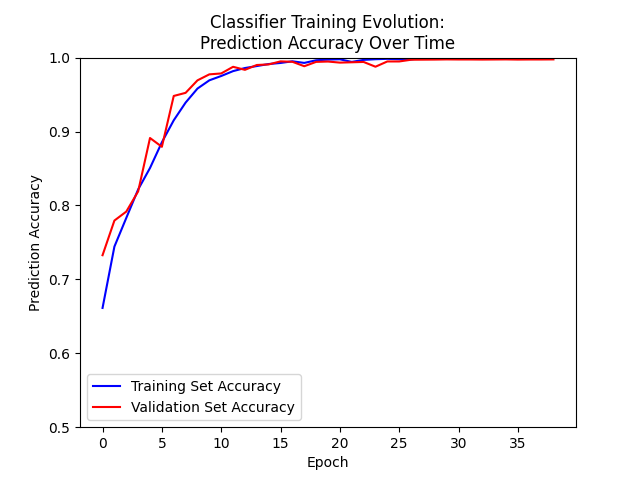 Classifier Training Evolution:
Prediction Accuracy Over Time
1.0
0.9
0.8
0.7
0.6
0.5
Prediction Accuracy
Training Set Accuracy
Validation Set Accuracy
0 5 10 15 20 25 30 35
Epoch